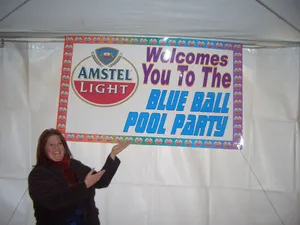 Welcomes
You To The
BLUE BALL
POOL PARTY
AMSTEL
LIGHT